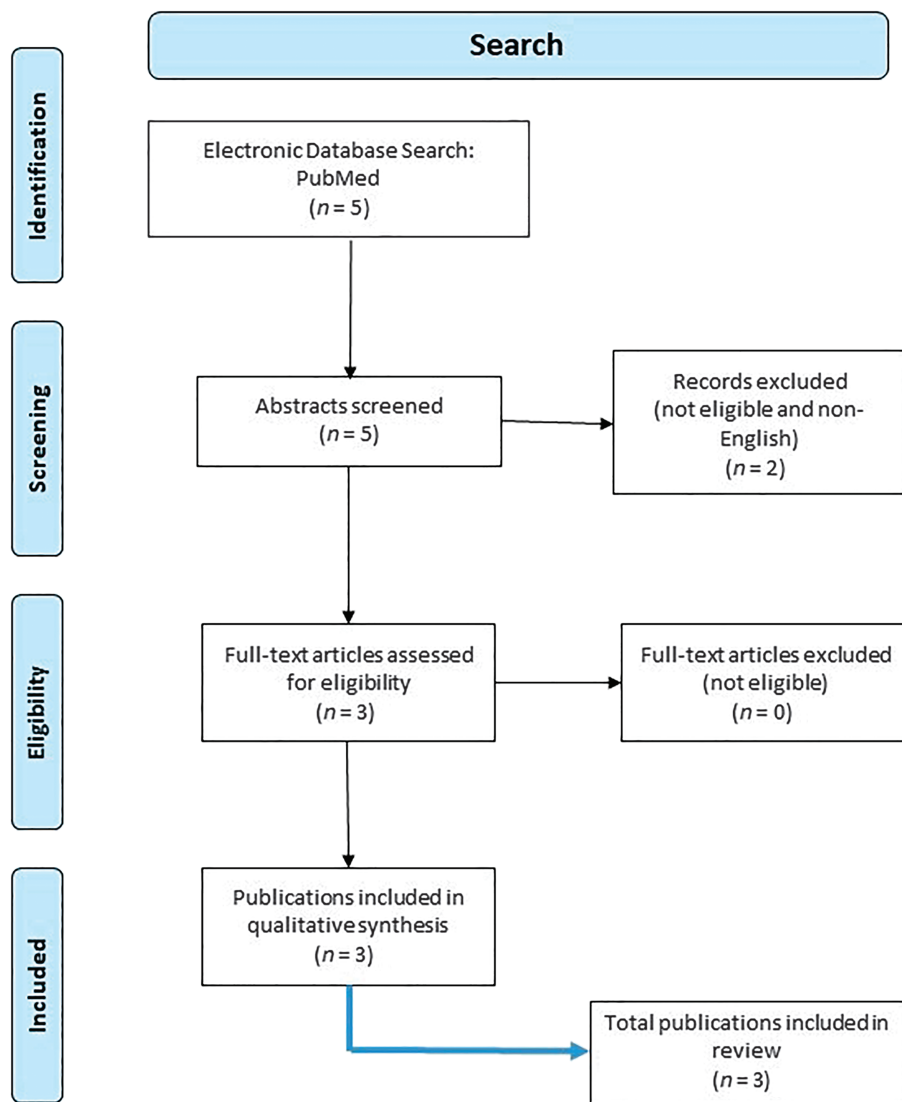 Search
Identification
Electronic Database Search:
PubMed
(n = 5)
Screening
Abstracts screened
(n = 5)
Records excluded
(not eligible and non-
English)
(n = 2)
Eligibility
Full-text articles assessed
for eligibility
(n = 3)
Full-text articles excluded
(not eligible)
(n = 0)
Included
Publications included in
qualitative synthesis
(n = 3)
Total publications included in
review
(n = 3)